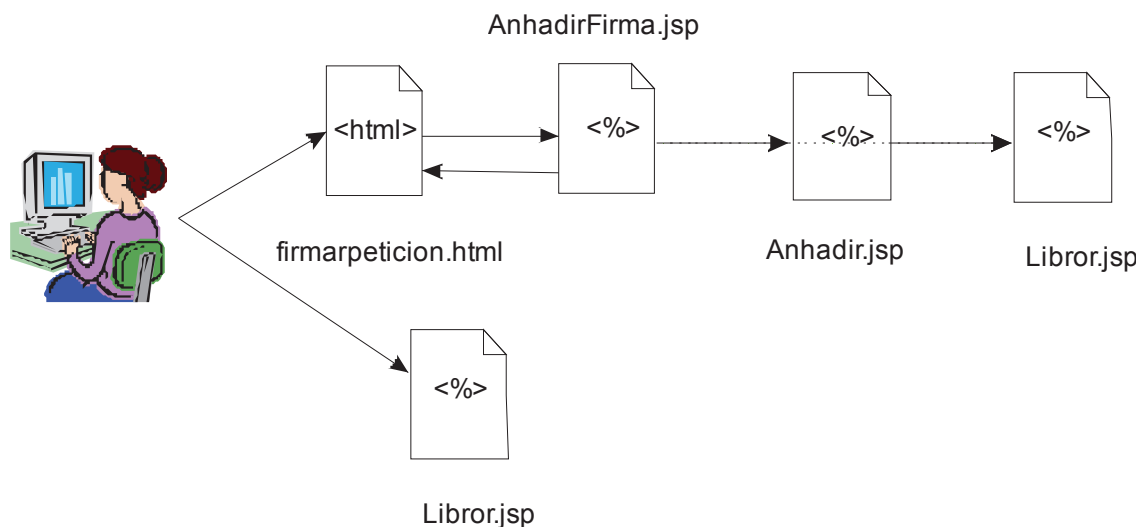 AnhadirFirma.jsp
<html>
<%>
<%>
<%>
firmarpeticion.html
Anhadir.jsp
Libror.jsp
<%>
Libror.jsp